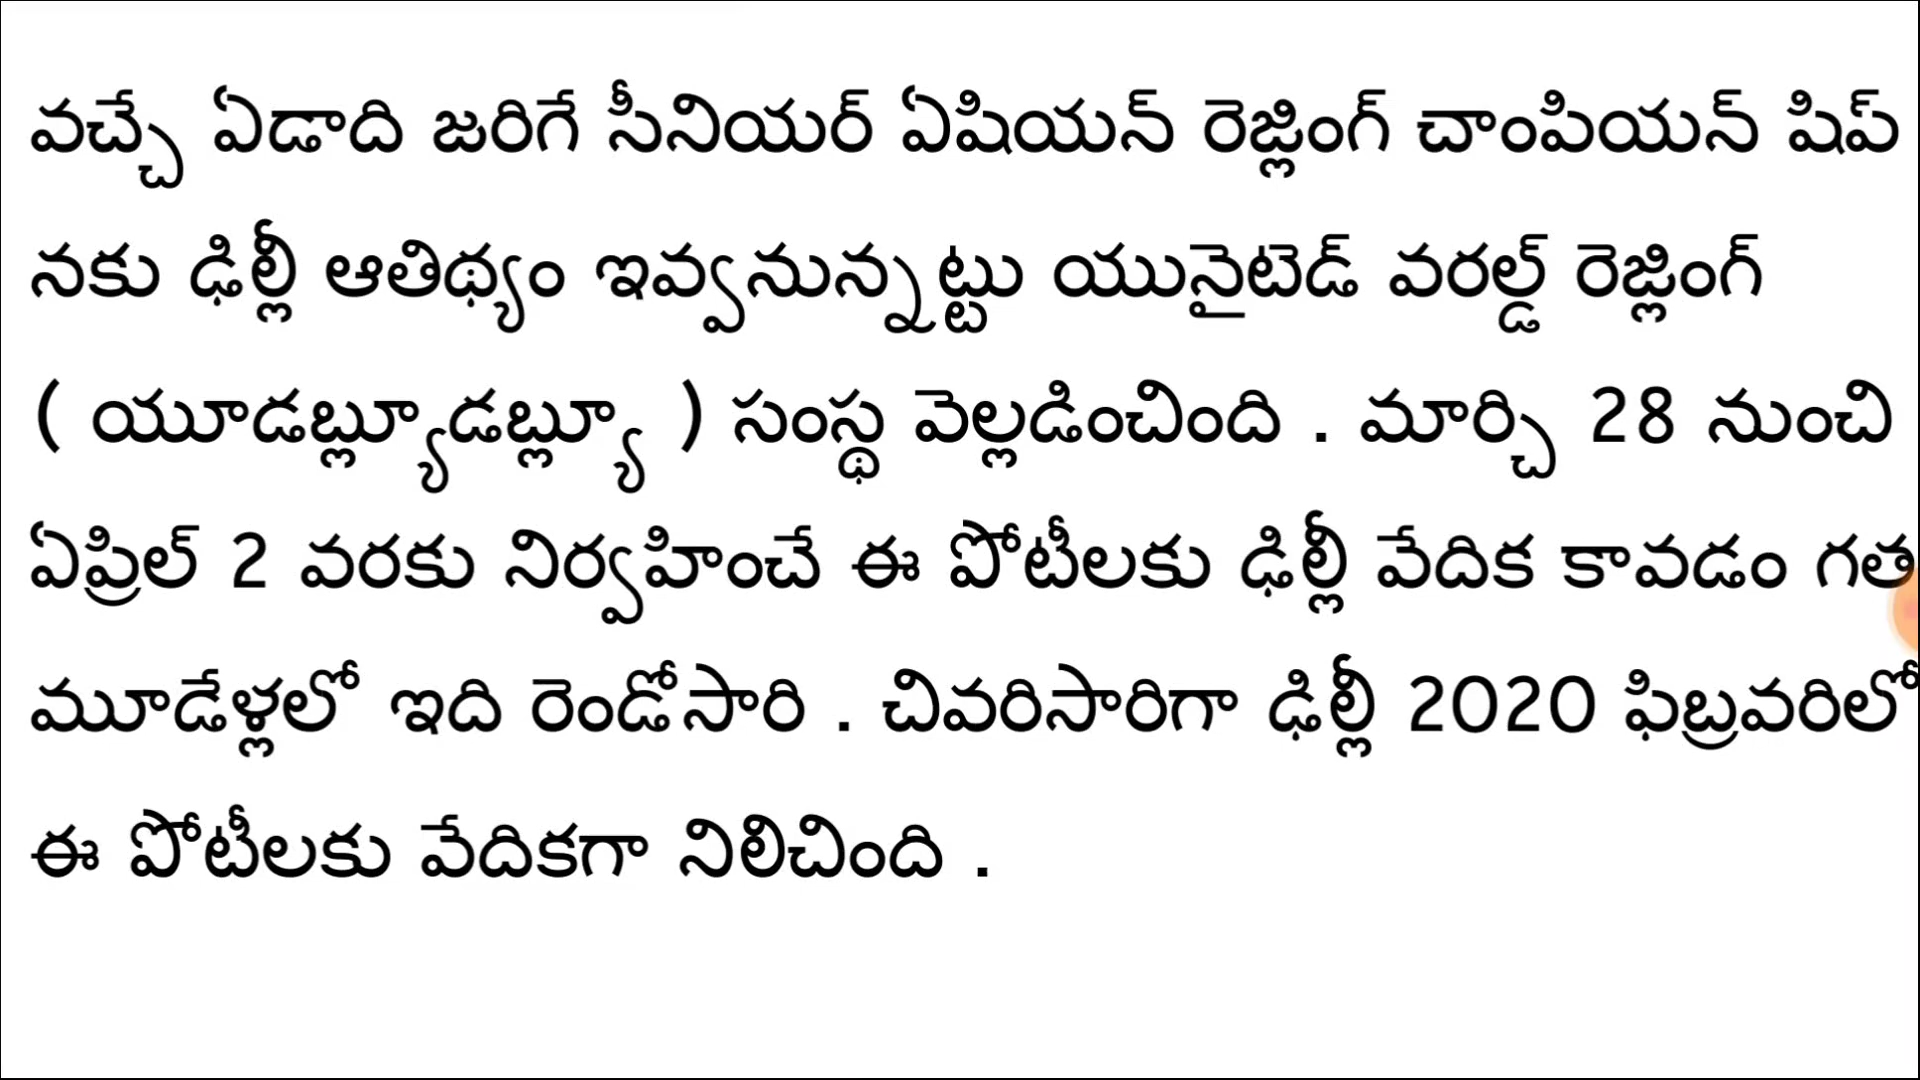 వచ్చే ఏడాది జరిగే సీనియర్ ఏషియన్ రెజ్లింగ్ చాంపియన్ షిప్
నకు ఢిల్లీ ఆతిథ్యం ఇవ్వనున్నట్టు యునైటెడ్ వరల్డ్ రెజ్లింగ్
( యూడబ్ల్యూడబ్ల్యూ ) సంస్థ వెల్లడించింది . మార్చి 28 నుంచి
ఏప్రిల్ 2 వరకు నిర్వహించే ఈ పోటీలకు ఢిల్లీ వేదిక కావడం గత
మూడేళ్లలో ఇది రెండోసారి . చివరిసారిగా ఢిల్లీ 2020 ఫిబ్రవరిలో
ఈ పోటీలకు వేదికగా నిలిచింది .